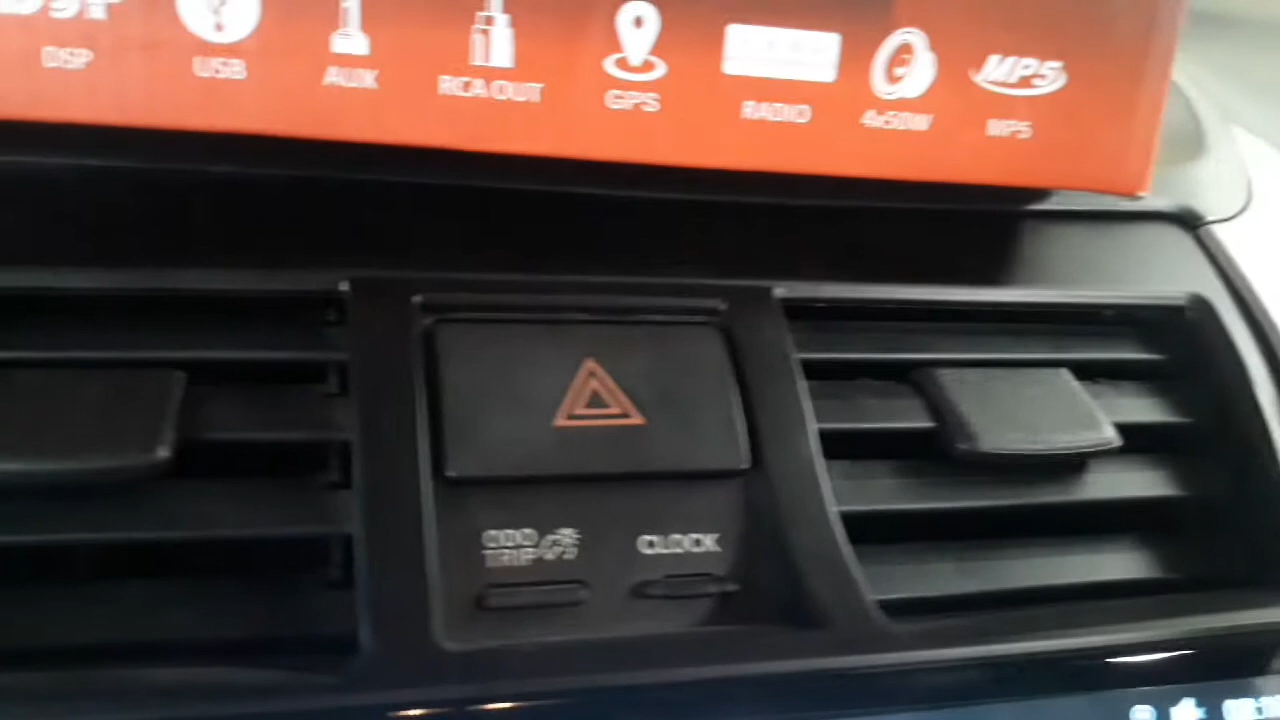 DSP
USB
AUX
RCA OUT
GPS
RADIO
4x50W
MP5
MP5
ODO
TRIP
CLOCK